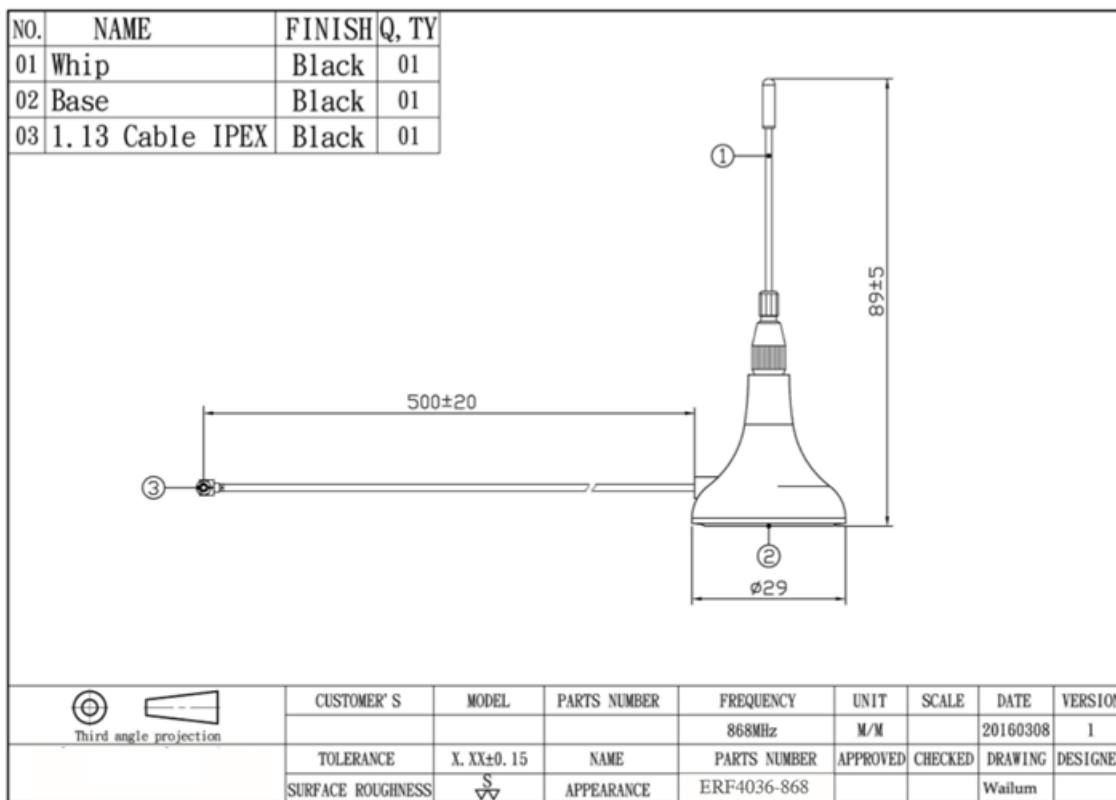 NO. NAME FINISH Q, TY
01 Whip Black 01
02 Base Black 01
03 1.13 Cable IPEX Black 01
1
89±5
500±20
3
2
ø29
CUSTOMER'S MODEL PARTS NUMBER FREQUENCY UNIT SCALE DATE VERSION
868MHz M/M 20160308 1
Third angle projection
TOLERANCE X.XX±0.15 NAME PARTS NUMBER APPROVED CHECKED DRAWING DESIGNE
SURFACE ROUGHNESS S APPEARANCE ERF4036-868 Wailum